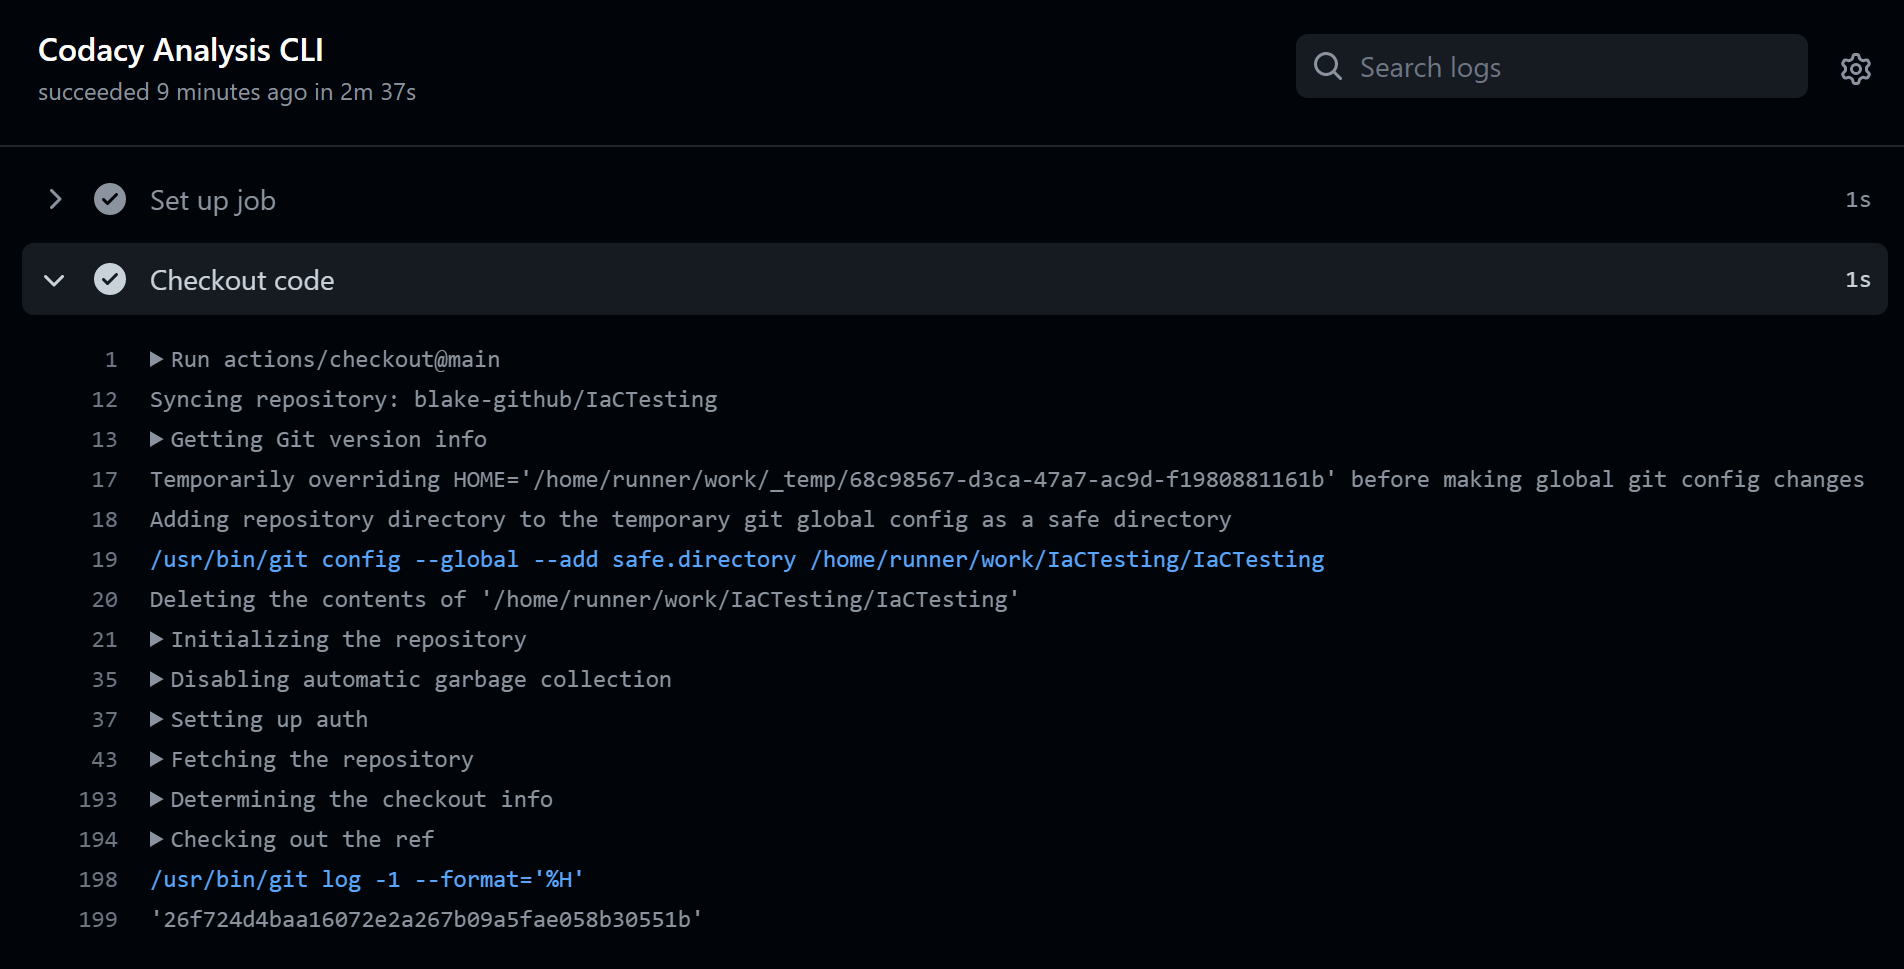 Codacy Analysis CLI
succeeded 9 minutes ago in 2m 37s
Search logs
Set up job 1s
Checkout code 1s
1 Run actions/checkout@main
12 Syncing repository: blake-github/IaCTesting
13 Getting Git version info
17 Temporarily overriding HOME='/home/runner/work/_temp/68c98567-d3ca-47a7-ac9d-f1980881161b' before making global git config changes
18 Adding repository directory to the temporary git global config as a safe directory
19 /usr/bin/git config --global --add safe.directory /home/runner/work/IaCTesting/IaCTesting
20 Deleting the contents of '/home/runner/work/IaCTesting/IaCTesting'
21 Initializing the repository
35 Disabling automatic garbage collection
37 Setting up auth
43 Fetching the repository
193 Determining the checkout info
194 Checking out the ref
198 /usr/bin/git log -1 --format='%H'
199 '26f724d4baa16072e2a267b09a5fae058b30551b'